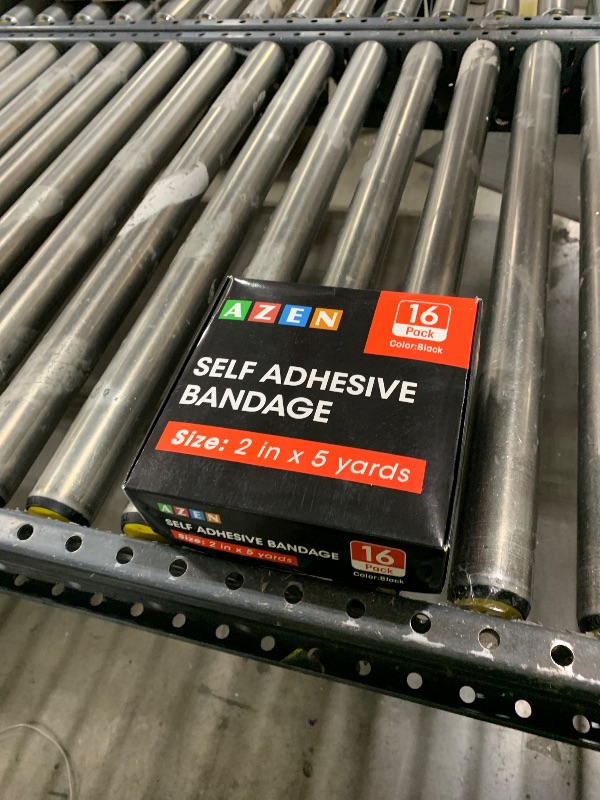 AZEN
16
Pack
Color:Black
SELF ADHESIVE
BANDAGE
Size: 2 in x 5 yards
AZEN
SELF ADHESIVE BANDAGE
Size: 2 in x 5 yards
16
Pack
Color:Black